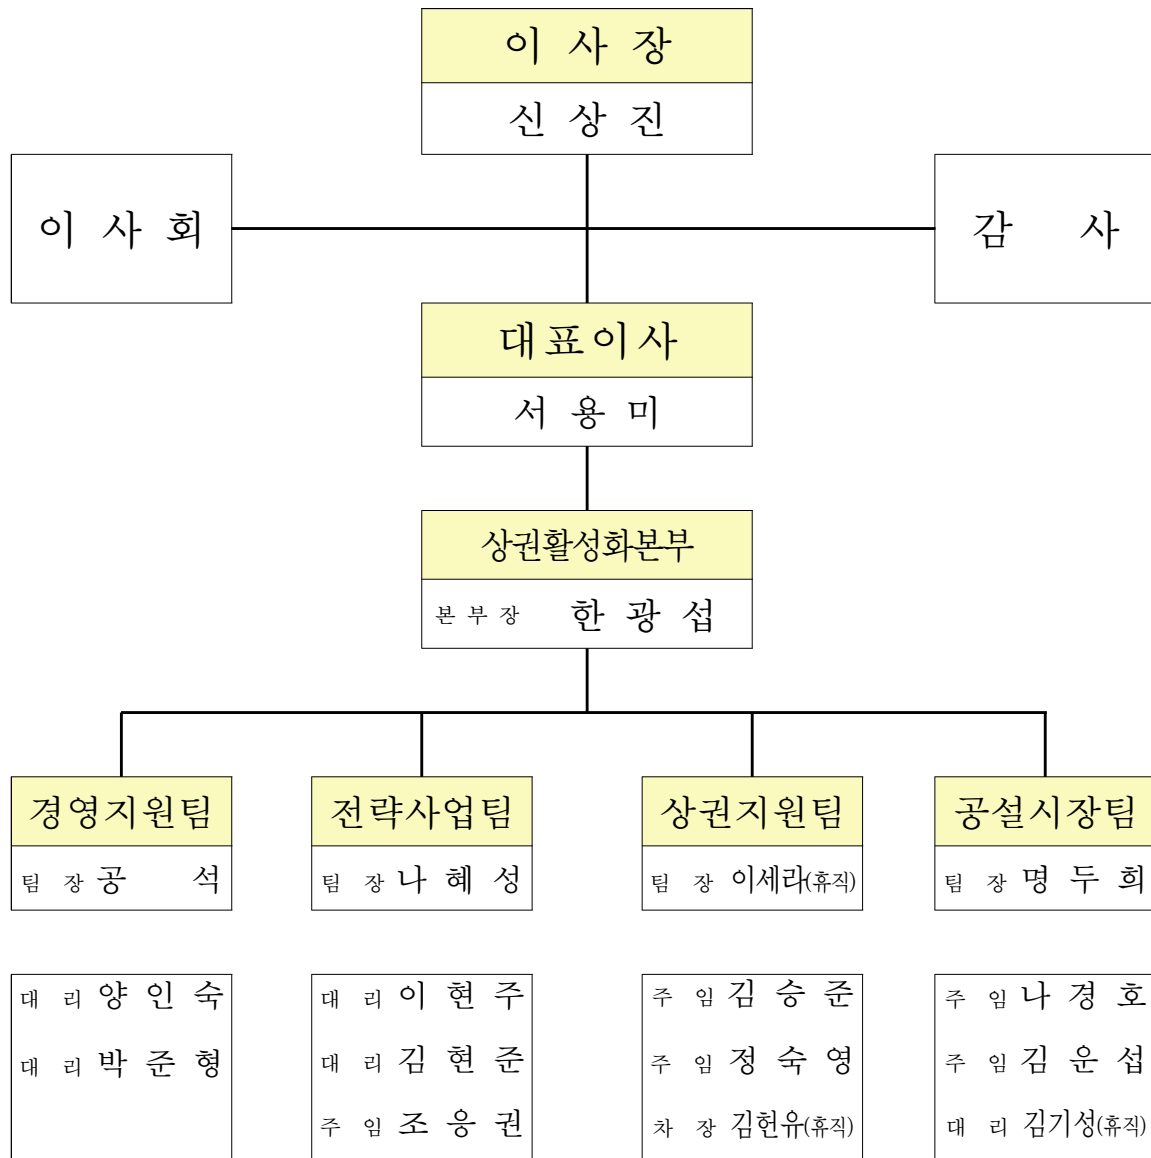 이 사 장
신 상 진
이 사 회
감 사
대표이사
서 용 미
상권활성화본부
본 부 장 한 광 섭
경영지원팀
팀 장 공 석
전략사업팀
팀 장 나 혜 성
상권지원팀
팀 장 이세라(휴직)
공설시장팀
팀 장 명 두 희
대 리 양 인 숙
대 리 박 준 형
대 리 이 현 주
대 리 김 현 준
주 임 조 응 권
주 임 김 승 준
주 임 정 숙 영
차 장 김헌유(휴직)
주 임 나 경 호
주 임 김 운 섭
대 리 김기성(휴직)